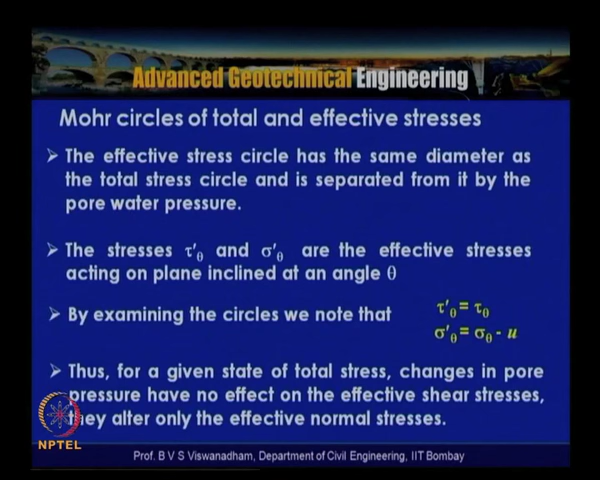 Advanced Geotechnical Engineering
Mohr circles of total and effective stresses
➢ The effective stress circle has the same diameter as
the total stress circle and is separated from it by the
pore water pressure.
➢ The stresses τ′θ and σ′θ are the effective stresses
acting on plane inclined at an angle θ
➢ By examining the circles we note that
τ′θ = τθ
σ′θ = σθ - u
➢ Thus, for a given state of total stress, changes in pore
pressure have no effect on the effective shear stresses,
they alter only the effective normal stresses.
NPTEL
Prof. B V S Viswanadham, Department of Civil Engineering, IIT Bombay